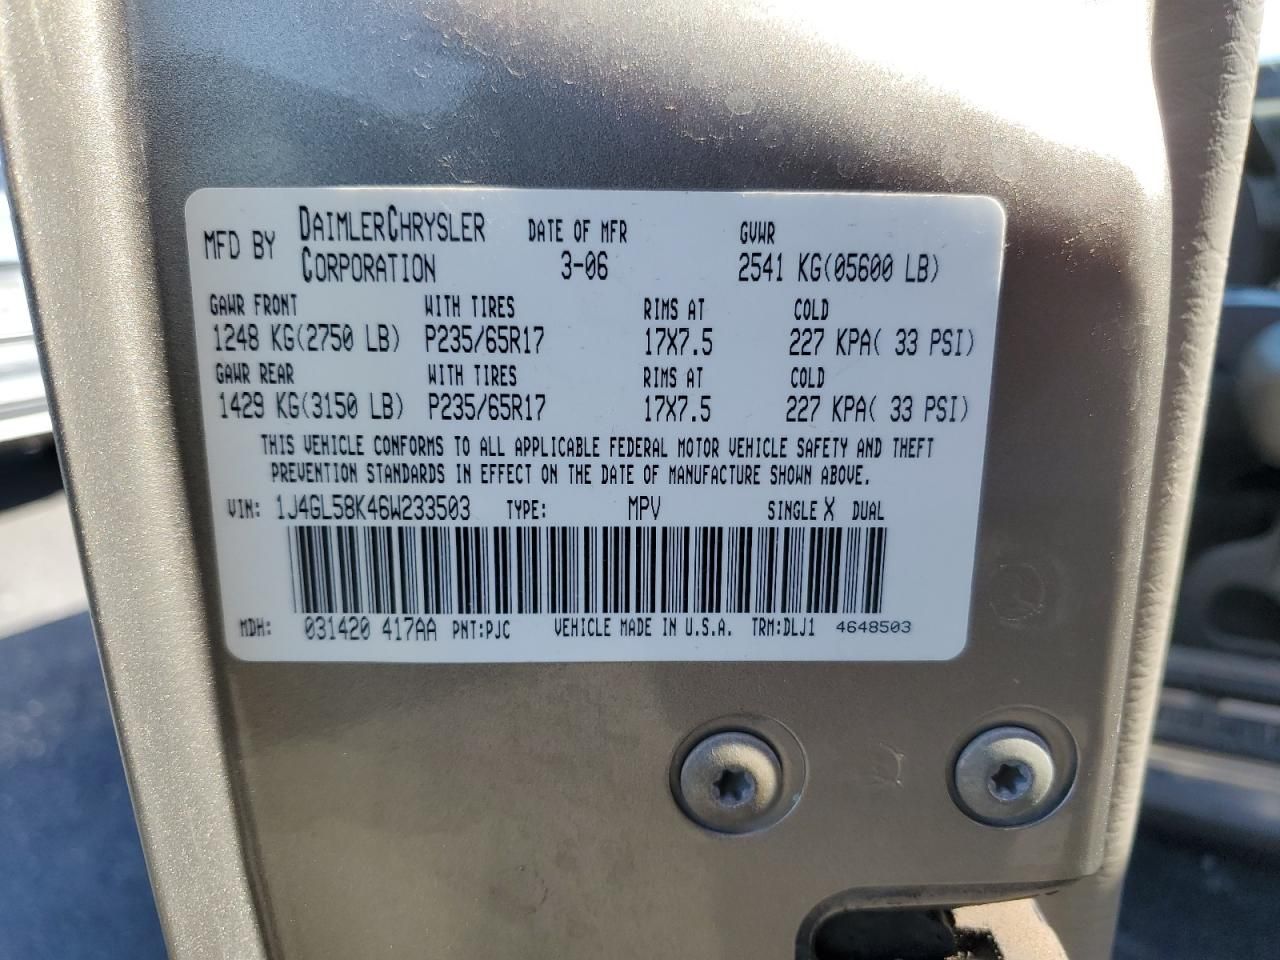 MFD BY DAIMLERCHRYSLER CORPORATION DATE OF MFR 3-06 GVWR 2541 KG(05600 LB)
GAWR FRONT WITH TIRES RIMS AT COLD
1248 KG(2750 LB) P235/65R17 17X7.5 227 KPA( 33 PSI)
GAWR REAR WITH TIRES RIMS AT COLD
1429 KG(3150 LB) P235/65R17 17X7.5 227 KPA( 33 PSI)
THIS VEHICLE CONFORMS TO ALL APPLICABLE FEDERAL MOTOR VEHICLE SAFETY AND THEFT
PREVENTION STANDARDS IN EFFECT ON THE DATE OF MANUFACTURE SHOWN ABOVE.
VIN: 1J4GL58K46W233503 TYPE: MPV SINGLE X DUAL
MDH: 031420 417AA PNT:PJC VEHICLE MADE IN U.S.A. TRM:DLJ1 4648503